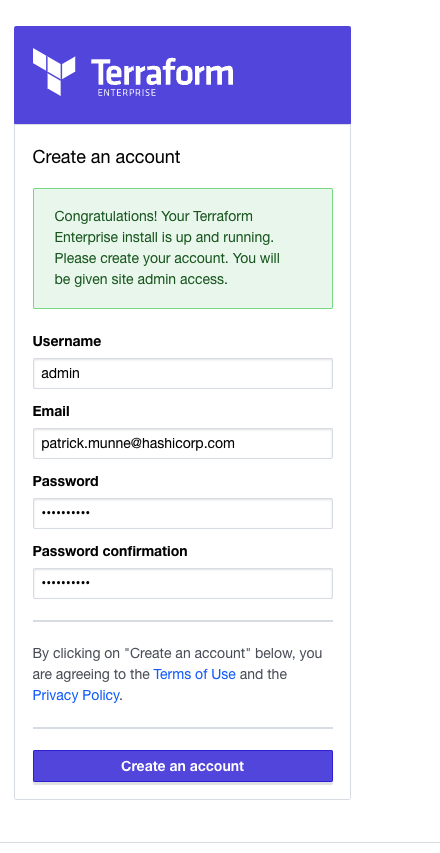 Terraform
ENTERPRISE
Create an account
Congratulations! Your Terraform
Enterprise install is up and running.
Please create your account. You will
be given site admin access.
Username
admin
Email
patrick.munne@hashicorp.com
Password
••••••••••
Password confirmation
••••••••••
By clicking on "Create an account" below, you
are agreeing to the Terms of Use and the
Privacy Policy.
Create an account